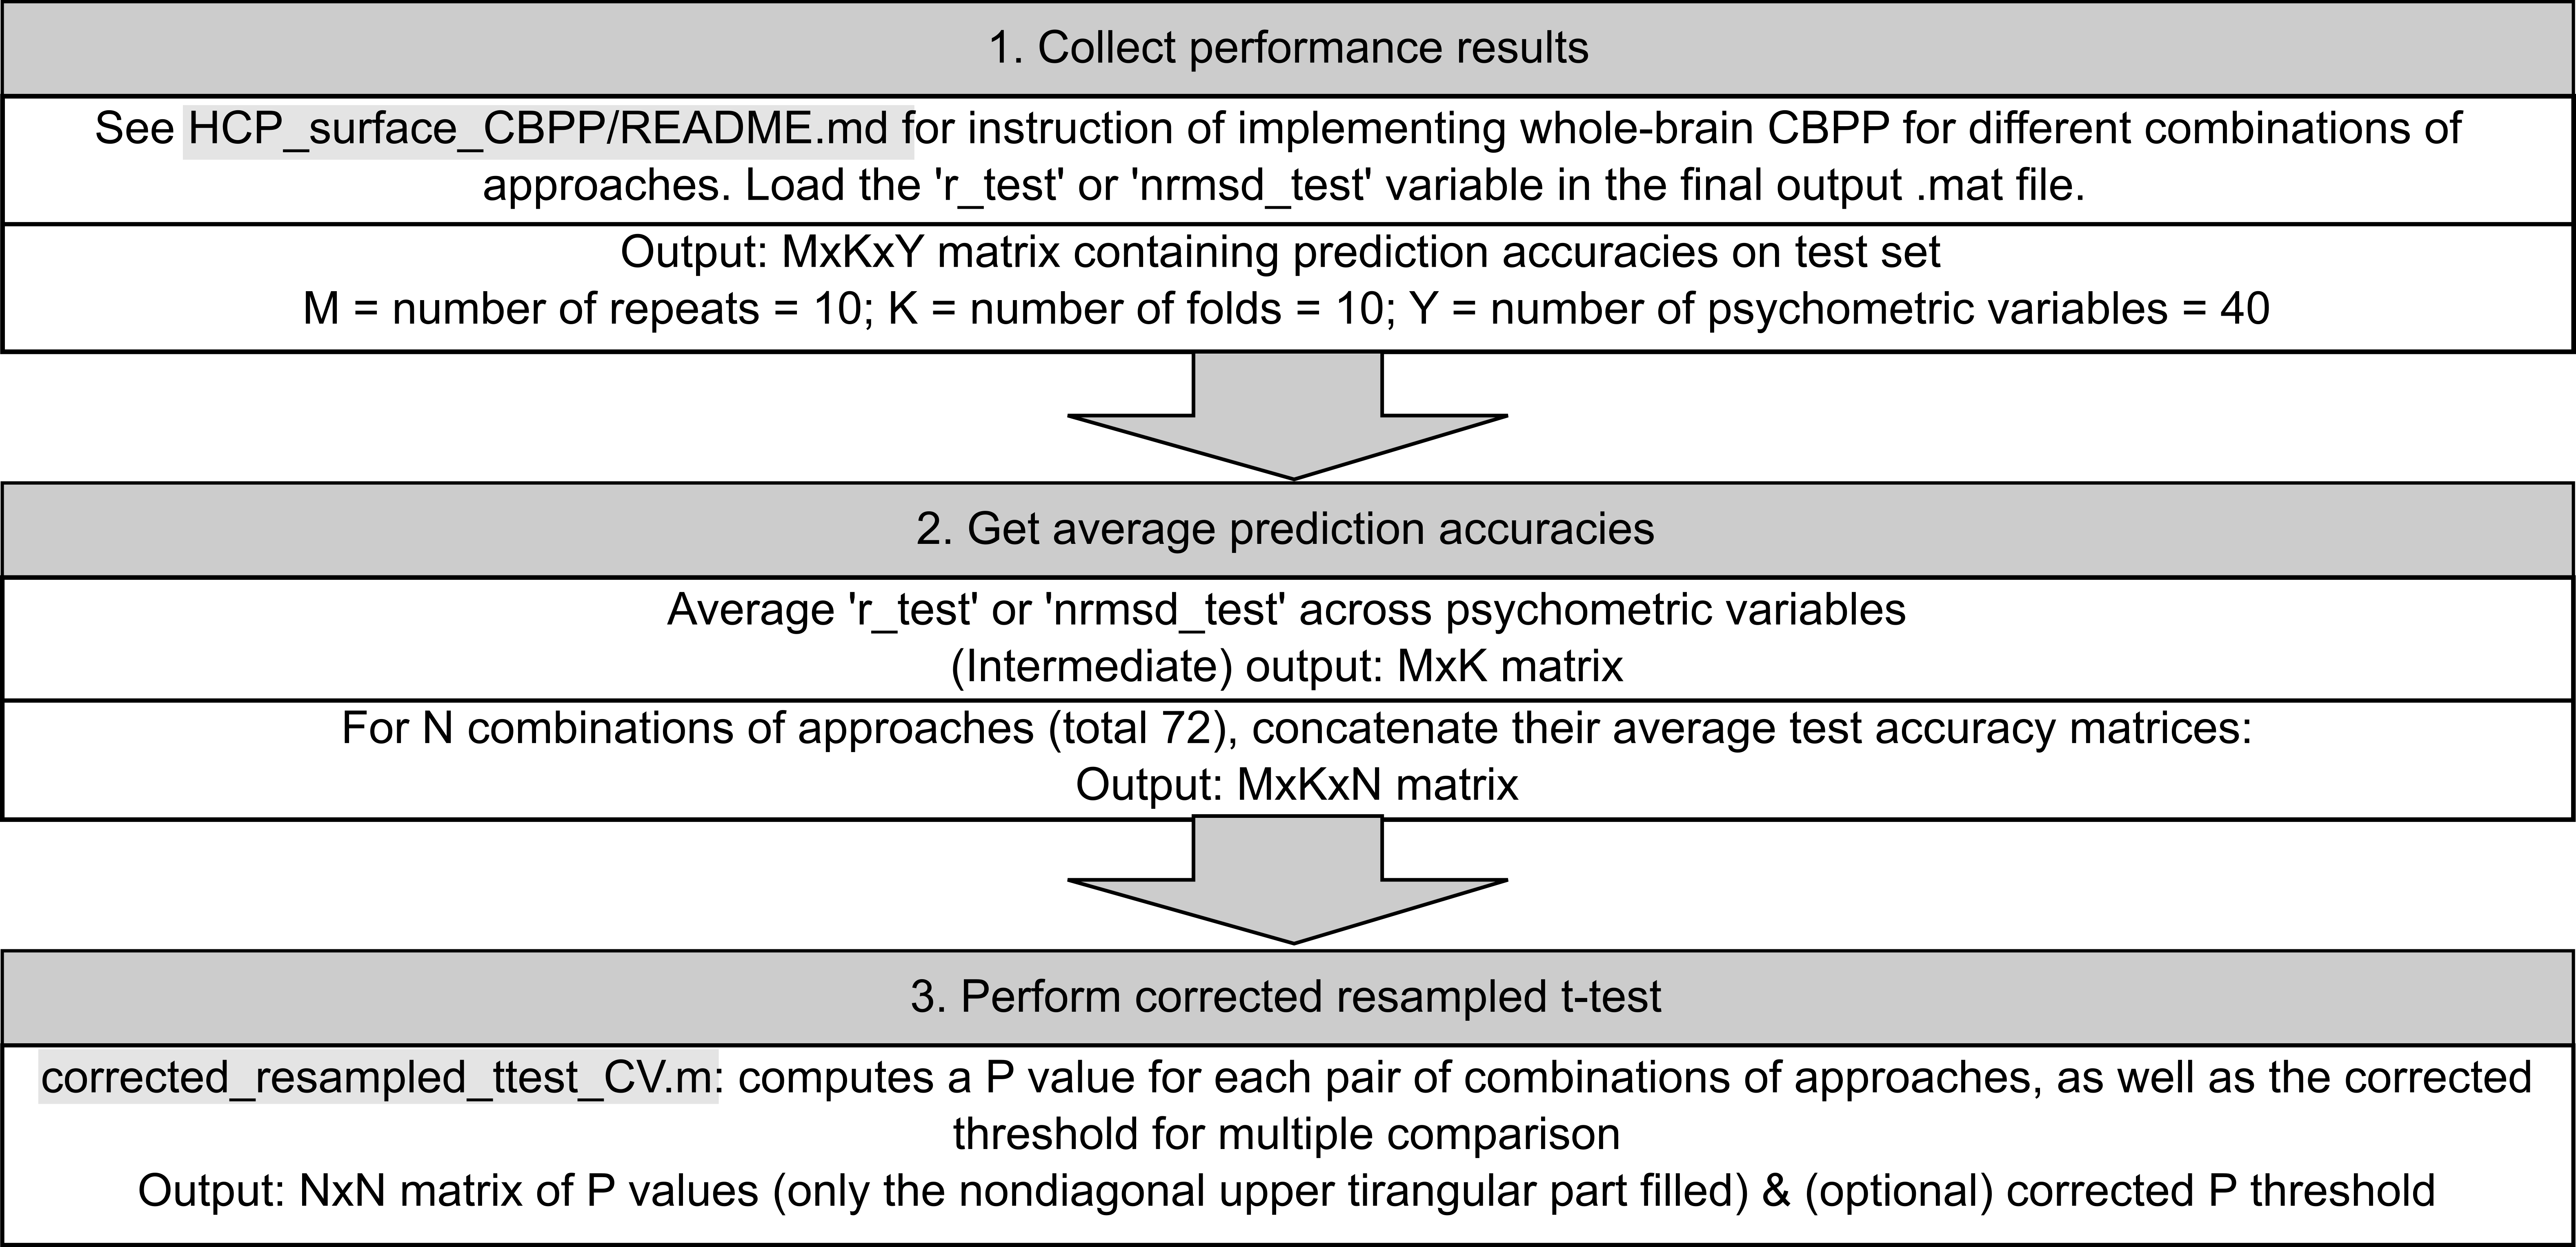 1. Collect performance results
See HCP_surface_CBPP/README.md for instruction of implementing whole-brain CBPP for different combinations of
approaches. Load the 'r_test' or 'nrmsd_test' variable in the final output .mat file.
Output: MxKxY matrix containing prediction accuracies on test set
M = number of repeats = 10; K = number of folds = 10; Y = number of psychometric variables = 40
2. Get average prediction accuracies
Average 'r_test' or 'nrmsd_test' across psychometric variables
(Intermediate) output: MxK matrix
For N combinations of approaches (total 72), concatenate their average test accuracy matrices:
Output: MxKxN matrix
3. Perform corrected resampled t-test
corrected_resampled_ttest_CV.m: computes a P value for each pair of combinations of approaches, as well as the corrected
threshold for multiple comparison
Output: NxN matrix of P values (only the nondiagonal upper tirangular part filled) & (optional) corrected P threshold